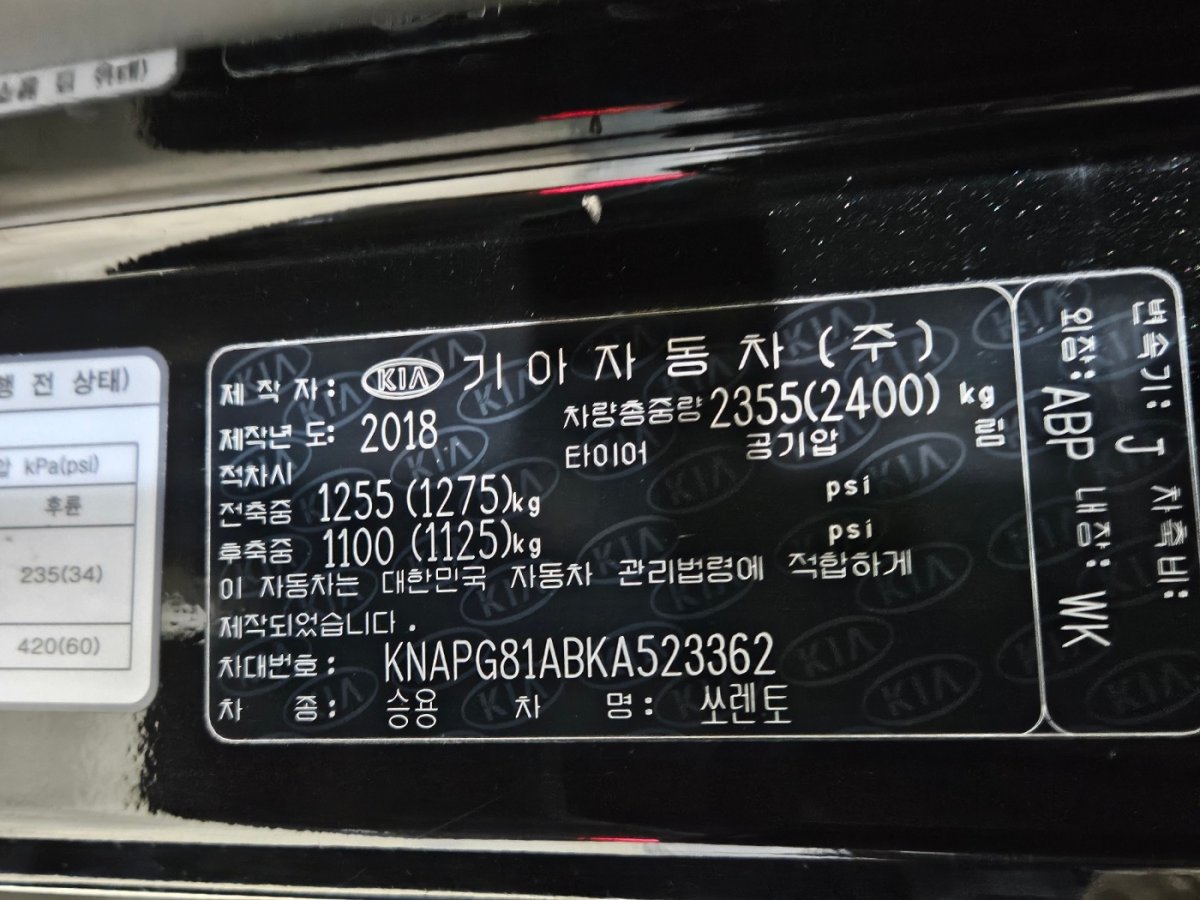 행 전 상태)
압 kPa(psi)
후륜
235(34)
420(60)
제 작 자: KIA 기 아 자 동 차 (주)
제작년 도: 2018 차량총중량 2355(2400) kg
적차시 타이어 공기압 림
전축중 1255 (1275)kg psi
후축중 1100 (1125)kg psi
이 자동차는 대한민국 자동차 관리법령에 적합하게
제작되었습니다.
차대번호: KNAPG81ABKA523362
차 종: 승용 차 명: 쏘렌토
변속기: J 차축비:
외장: ABP 내장: WK